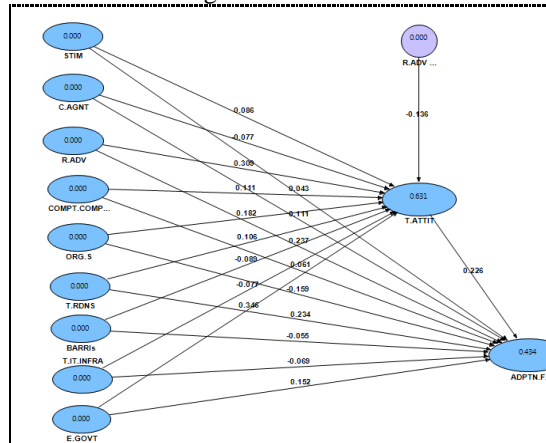 0.000
STIM
0.000
C.AGNT
0.000
R.ADV
0.000
COMPT.COMP...
0.000
ORG.S
0.000
T.RDNS
0.000
BARRIs
T.IT.INFRA
0.000
0.000
E.GOVT
0.000
R.ADV ...
-0.136
0.631
T.ATTIT
0.226
0.434
ADPTN.F
0.086
-0.077
0.309
0.111
0.043
0.182
0.111
0.106
0.237
-0.089
0.061
-0.077
-0.159
0.346
0.234
-0.055
-0.069
0.152